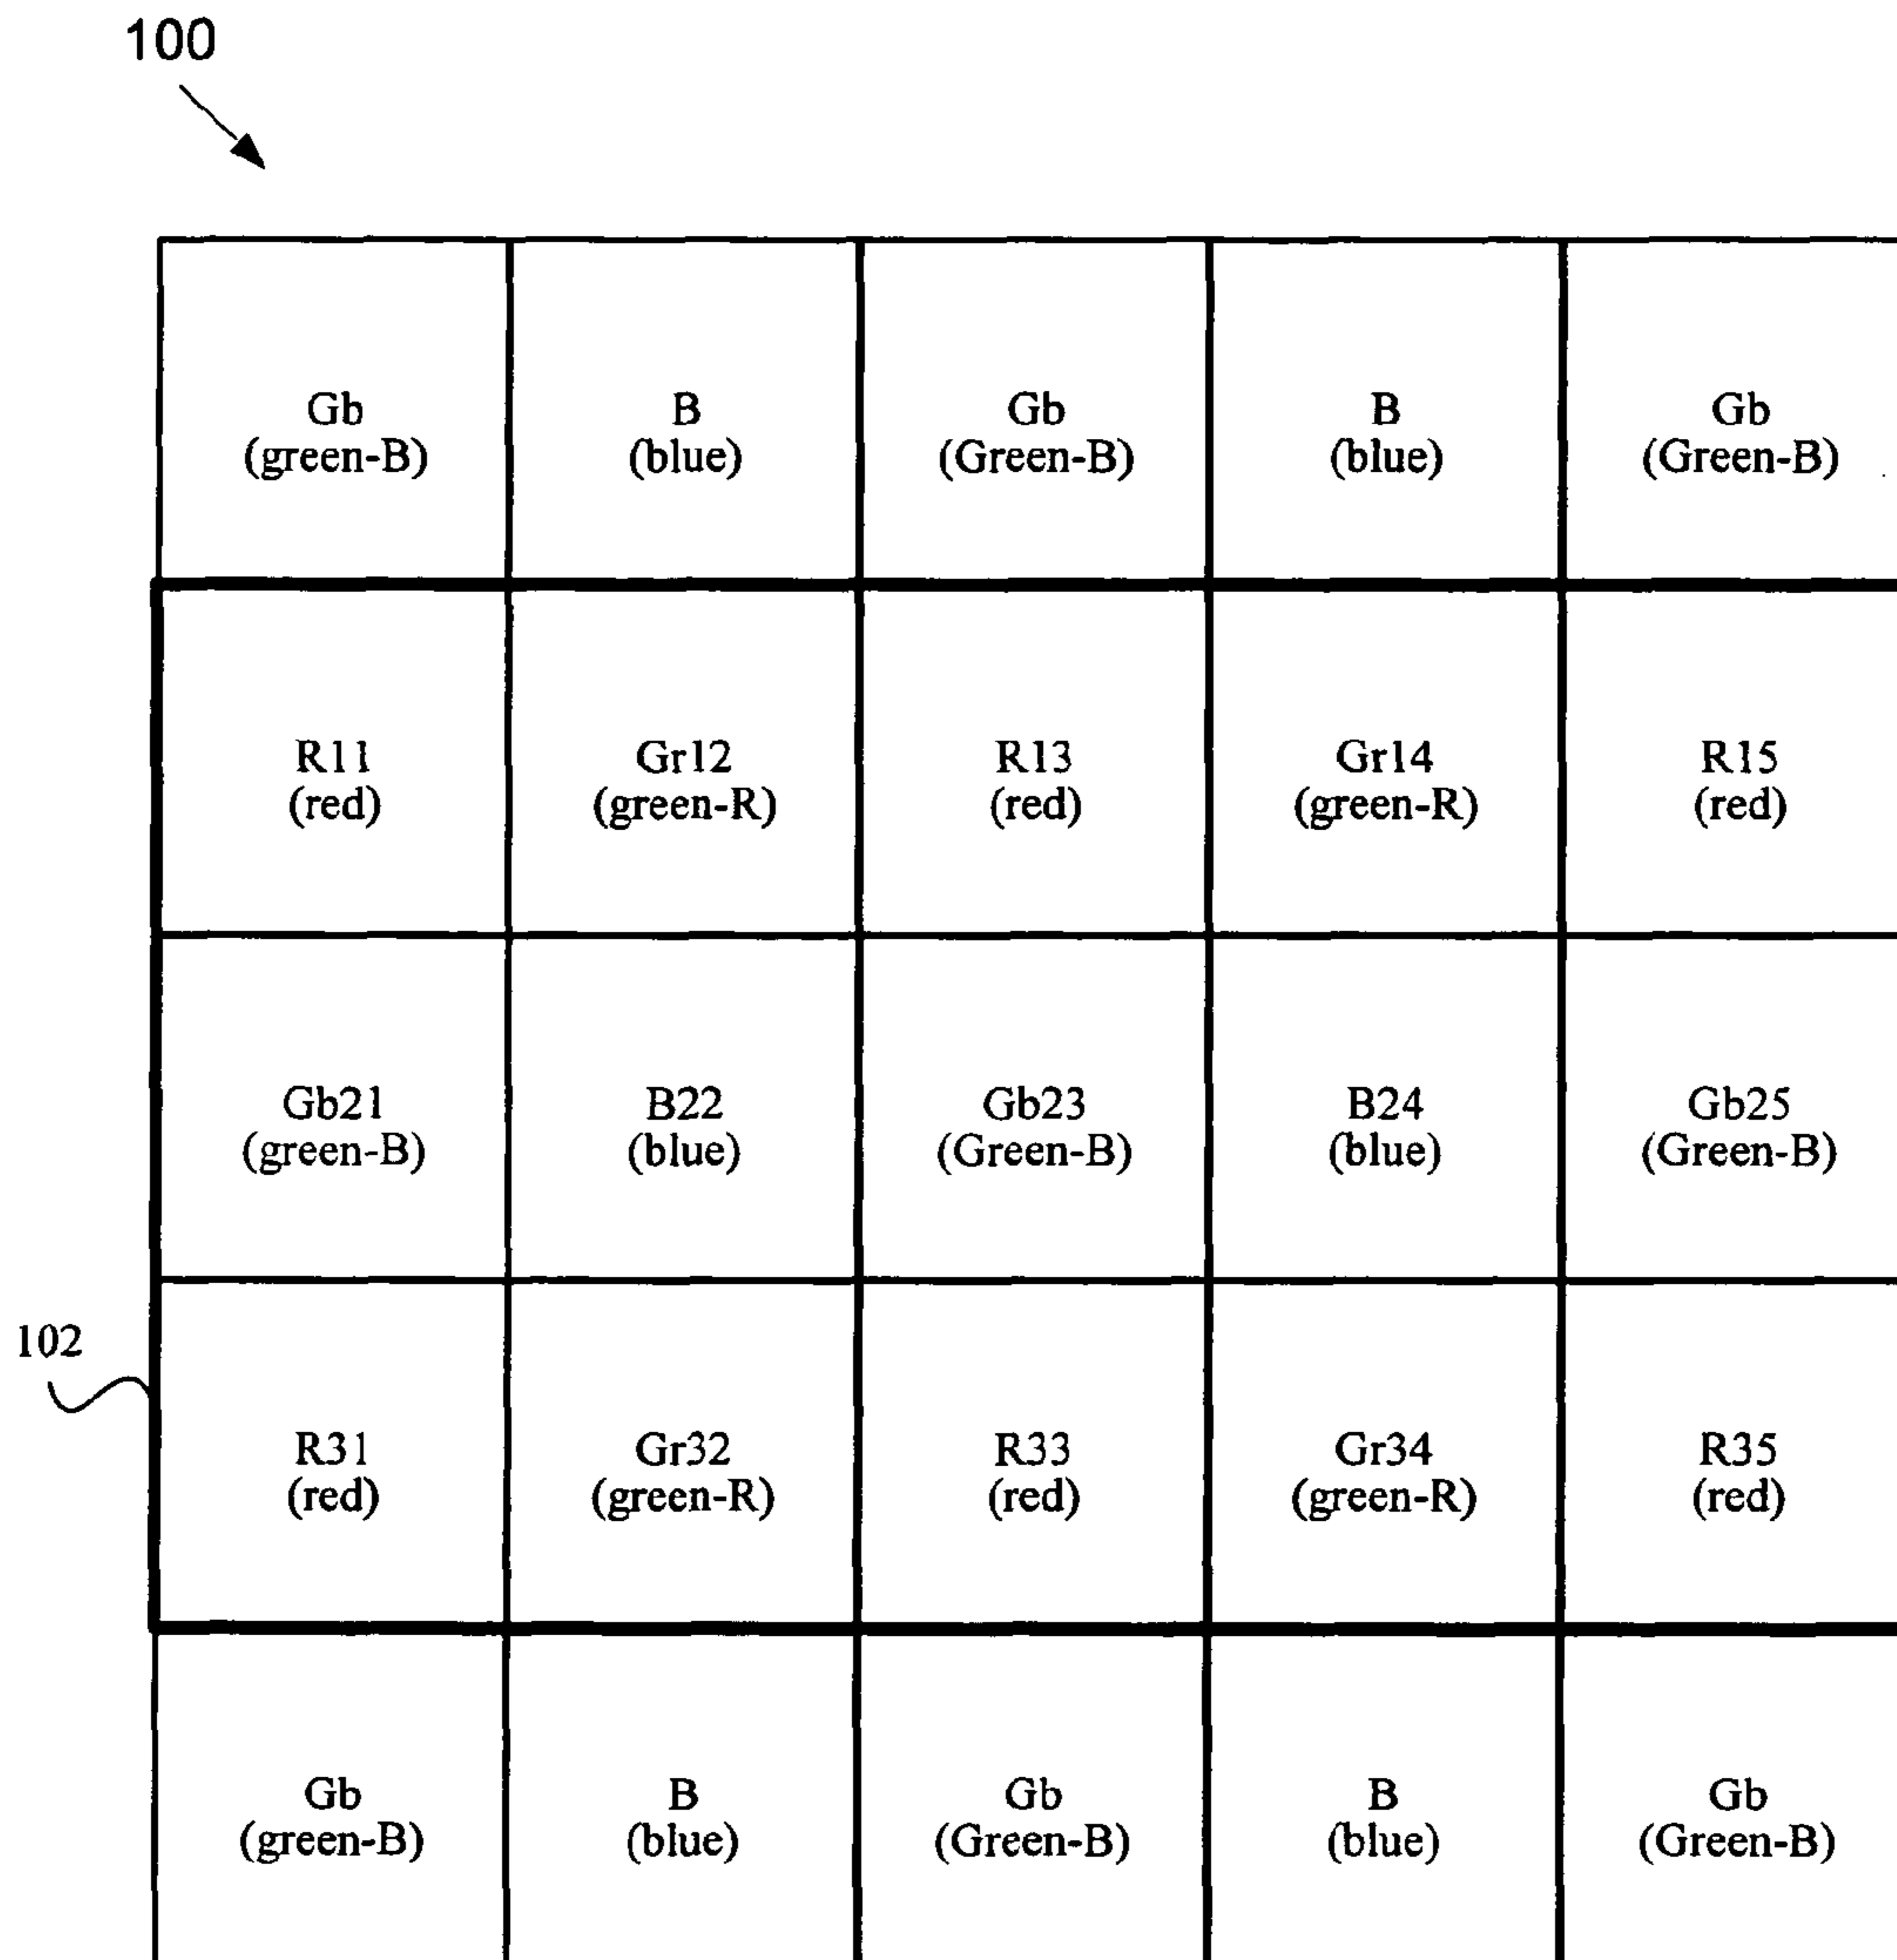 100
Gb B Gb B Gb
(green-B) (blue) (Green-B) (blue) (Green-B)
R11 Gr12 R13 Gr14 R15
(red) (green-R) (red) (green-R) (red)
Gb21 B22 Gb23 B24 Gb25
(green-B) (blue) (Green-B) (blue) (Green-B)
102
R31 Gr32 R33 Gr34 R35
(red) (green-R) (red) (green-R) (red)
Gb B Gb B Gb
(green-B) (blue) (Green-B) (blue) (Green-B)